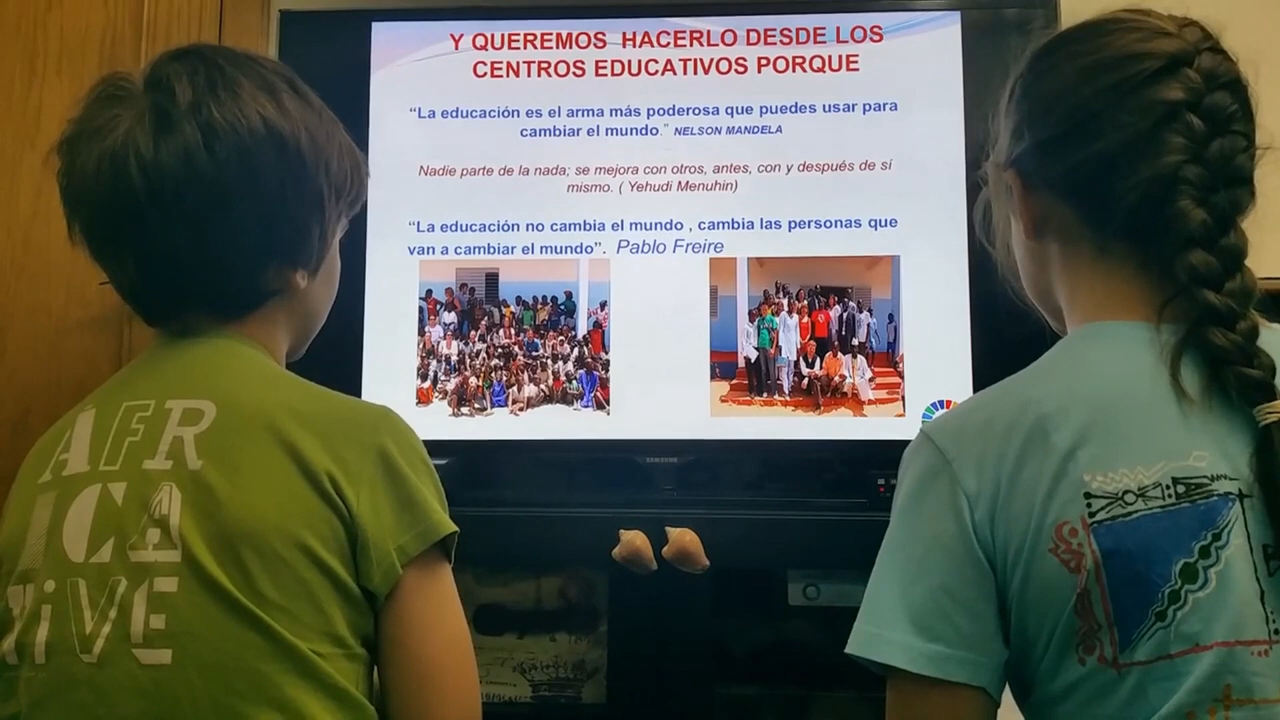 Y QUEREMOS HACERLO DESDE LOS
CENTROS EDUCATIVOS PORQUE
“La educación es el arma más poderosa que puedes usar para
cambiar el mundo.” NELSON MANDELA
Nadie parte de la nada; se mejora con otros, antes, con y después de sí
mismo. ( Yehudi Menuhin)
“La educación no cambia el mundo , cambia las personas que
van a cambiar el mundo”. Pablo Freire
SAMSUNG
AFR
ICA
TiVE